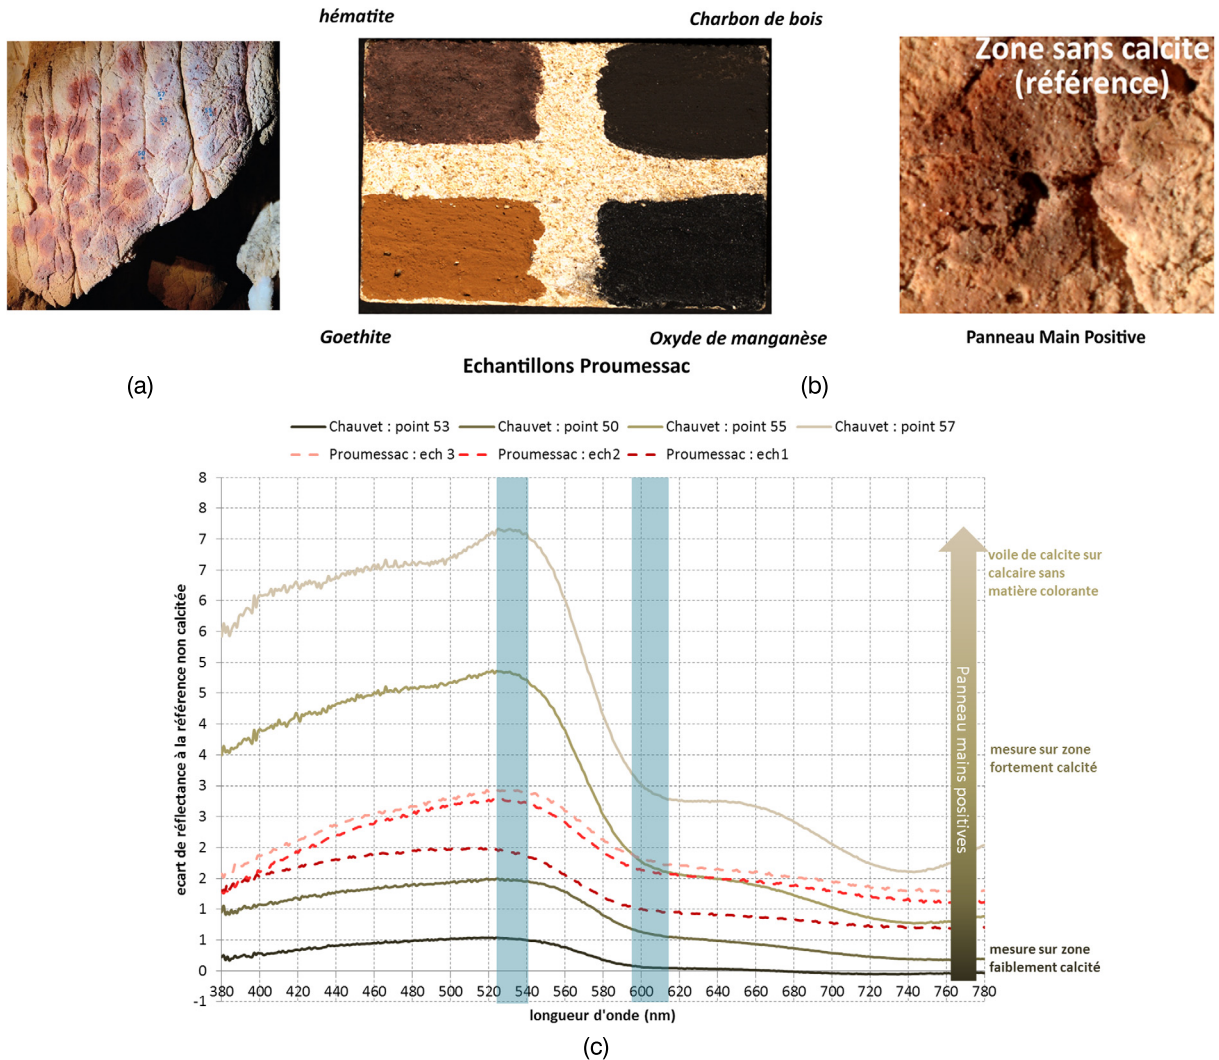 hématite
Charbon de bois
Zone sans calcite
(référence)
Goethite
Oxyde de manganèse
Panneau Main Positive
Echantillons Proumessac
(a)
(b)
Chauvet : point 53
Chauvet : point 50
Chauvet : point 55
Chauvet : point 57
Proumessac : ech 3
Proumessac : ech2
Proumessac : ech1
8
8
7
7
6
6
5
5
4
4
3
3
2
2
1
1
0
-1
ecart de réflectance à la référence non calcitée
380 400 420 440 460 480 500 520 540 560 580 600 620 640 660 680 700 720 740 760 780
longueur d'onde (nm)
Panneau mains positives
voile de calcite sur
calcaire sans
matière colorante
mesure sur zone
fortement calcité
mesure sur zone
faiblement calcité
(c)